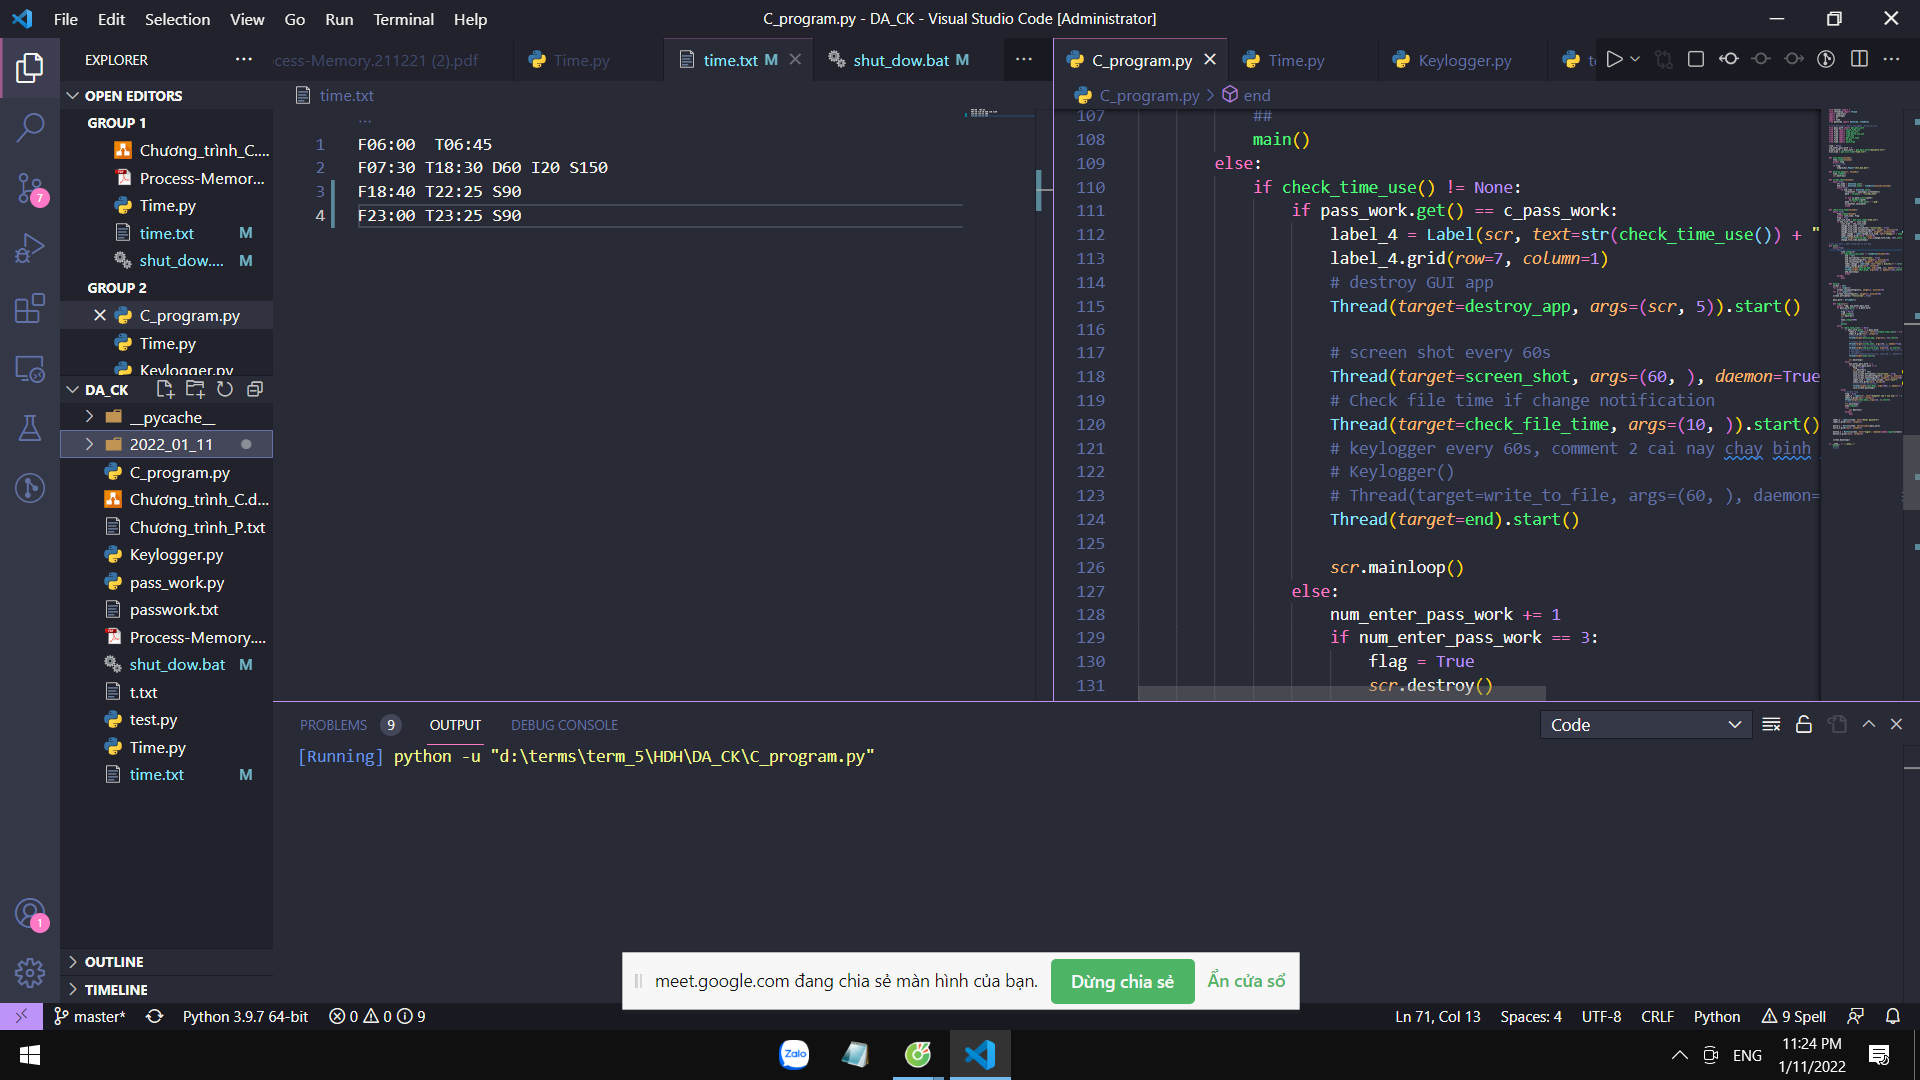 File Edit Selection View Go Run Terminal Help
C_program.py - DA_CK - Visual Studio Code [Administrator]
EXPLORER
OPEN EDITORS
GROUP 1
Chương_trình_C....
Process-Memor...
Time.py
time.txt M
shut_dow.... M
GROUP 2
C_program.py
Time.py
Keylogger.py
DA_CK
__pycache__
2022_01_11
C_program.py
Chương_trình_C.d...
Chương_trình_P.txt
Keylogger.py
pass_work.py
passwork.txt
Process-Memory....
shut_dow.bat M
t.txt
test.py
Time.py
time.txt M
OUTLINE
TIMELINE
7
1
cess-Memory.211221 (2).pdf
Time.py
time.txt M
shut_dow.bat M
time.txt
...
1 F06:00  T06:45
2 F07:30 T18:30 D60 I20 S150
3 F18:40 T22:25 S90
4 F23:00 T23:25 S90
C_program.py
Time.py
Keylogger.py
C_program.py > end
107 ##
108 main()
109 else:
110 if check_time_use() != None:
111 if pass_work.get() == c_pass_work:
112 label_4 = Label(scr, text=str(check_time_use()) + "
113 label_4.grid(row=7, column=1)
114 # destroy GUI app
115 Thread(target=destroy_app, args=(scr, 5)).start()
116
117 # screen shot every 60s
118 Thread(target=screen_shot, args=(60, ), daemon=True
119 # Check file time if change notification
120 Thread(target=check_file_time, args=(10, )).start()
121 # keylogger every 60s, comment 2 cai nay chay binh
122 # Keylogger()
123 # Thread(target=write_to_file, args=(60, ), daemon=
124 Thread(target=end).start()
125
126 scr.mainloop()
127 else:
128 num_enter_pass_work += 1
129 if num_enter_pass_work == 3:
130 flag = True
131 scr.destroy()
PROBLEMS 9 OUTPUT DEBUG CONSOLE
Code
[Running] python -u "d:\terms\term_5\HDH\DA_CK\C_program.py"
meet.google.com đang chia sẻ màn hình của bạn. Dừng chia sẻ Ẩn cửa sổ
master* Python 3.9.7 64-bit 0 0 9
Ln 71, Col 13 Spaces: 4 UTF-8 CRLF Python 9 Spell
Zalo
ENG
11:24 PM
1/11/2022